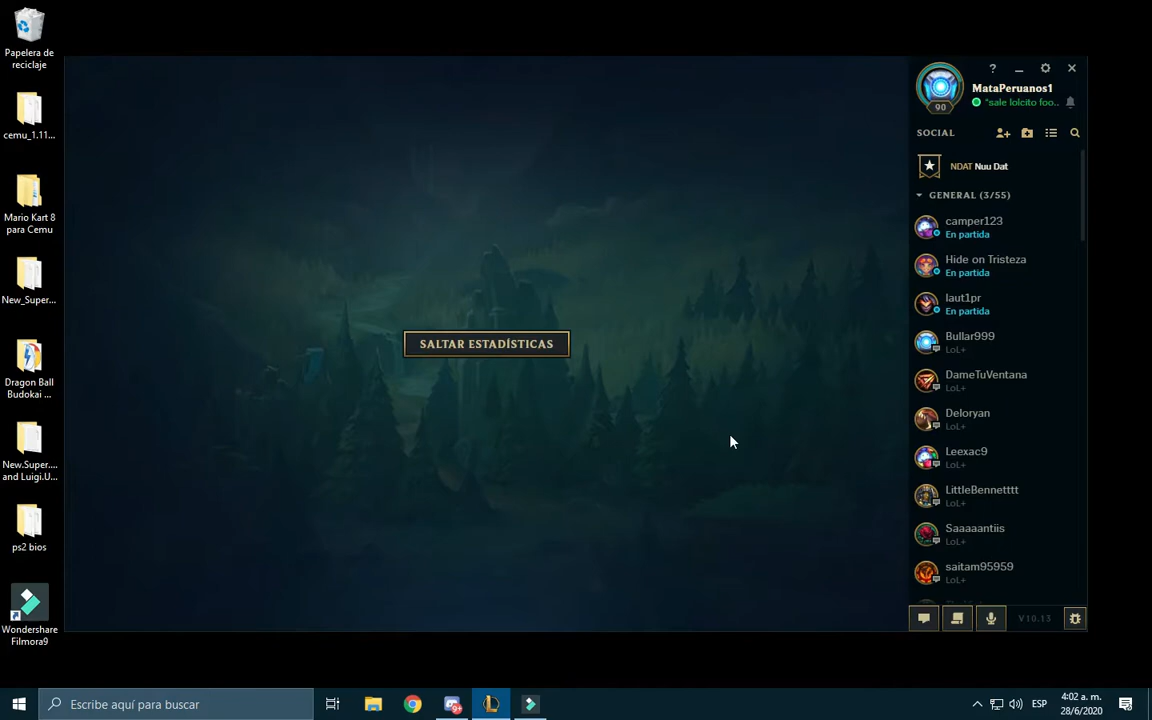 Papelera de
reciclaje
cemu_1.11...
Mario Kart 8
para Cemu
New_Super...
Dragon Ball
Budokai ...
New.Super....
and Luigi.U...
ps2 bios
Wondershare
Filmora9
SALTAR ESTADÍSTICAS
?
90
MataPeruanos1
"sale lolcito foo..
SOCIAL
NDAT Nuu Dat
GENERAL (3/55)
camper123
En partida
Hide on Tristeza
En partida
laut1pr
En partida
Bullar999
LoL+
DameTuVentana
LoL+
Deloryan
LoL+
Leexac9
LoL+
LittleBennetttt
LoL+
Saaaaantiis
LoL+
saitam95959
LoL+
V10.13
Escribe aquí para buscar
ESP
4:02 a. m.
28/6/2020